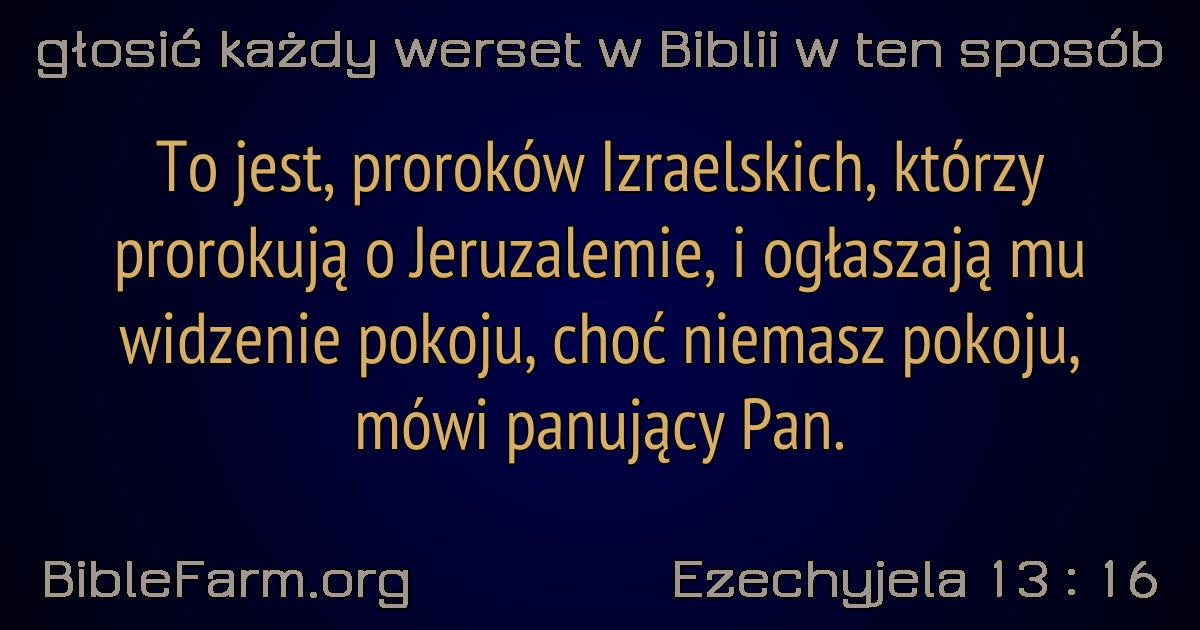 głosić każdy werset w Biblii w ten sposób
To jest, proroków Izraelskich, którzy
prorokują o Jeruzalemie, i ogłaszają mu
widzenie pokoju, choć niemasz pokoju,
mówi panujący Pan.
BibleFarm.org
Ezechyjela 13 : 16